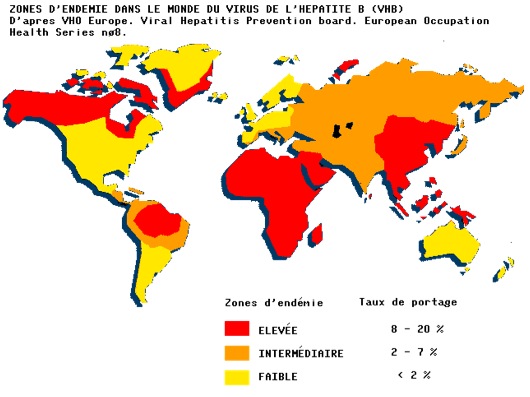 ZONES D'ENDEMIE DANS LE MONDE DU VIRUS DE L'HEPATITE B (VHB)
D'apres VHO Europe. Viral Hepatitis Prevention board. European Occupation
Health Series nø8.
Zones d'endémie Taux de portage
ELEVÉE 8 - 20 %
INTERMÉDIAIRE 2 - 7 %
FAIBLE < 2 %